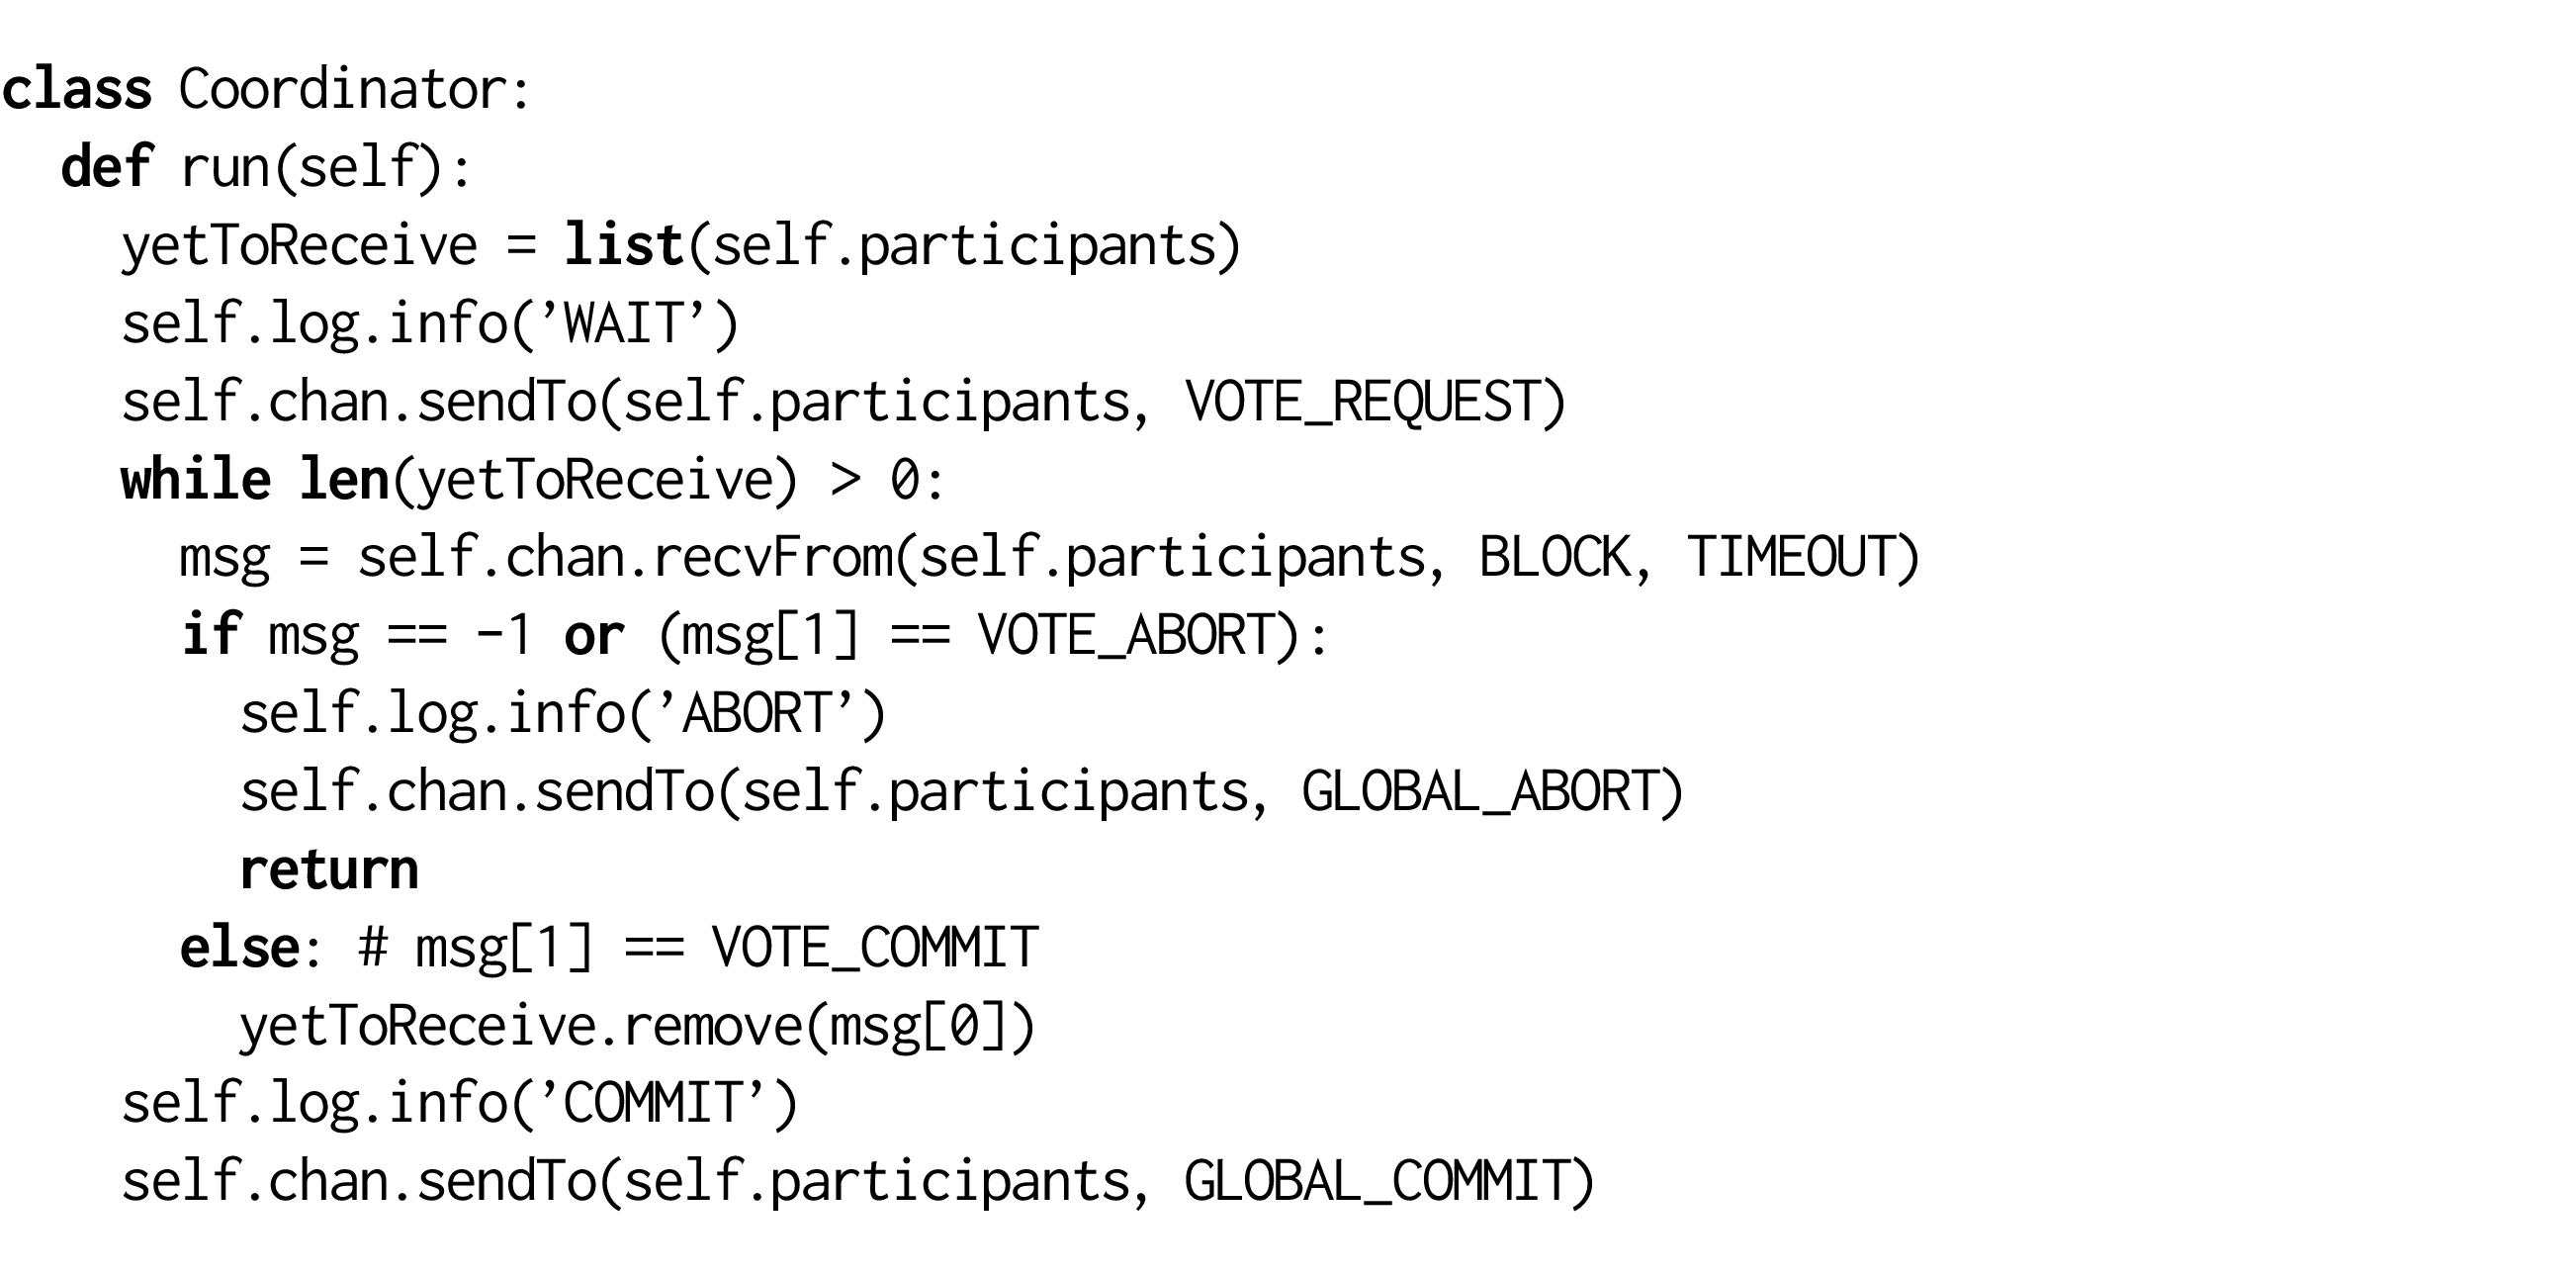 class Coordinator:
  def run(self):
    yetToReceive = list(self.participants)
    self.log.info(’WAIT’)
    self.chan.sendTo(self.participants, VOTE_REQUEST)
    while len(yetToReceive) > 0:
      msg = self.chan.recvFrom(self.participants, BLOCK, TIMEOUT)
      if msg == -1 or (msg[1] == VOTE_ABORT):
        self.log.info(’ABORT’)
        self.chan.sendTo(self.participants, GLOBAL_ABORT)
        return
      else: # msg[1] == VOTE_COMMIT
        yetToReceive.remove(msg[0])
    self.log.info(’COMMIT’)
    self.chan.sendTo(self.participants, GLOBAL_COMMIT)